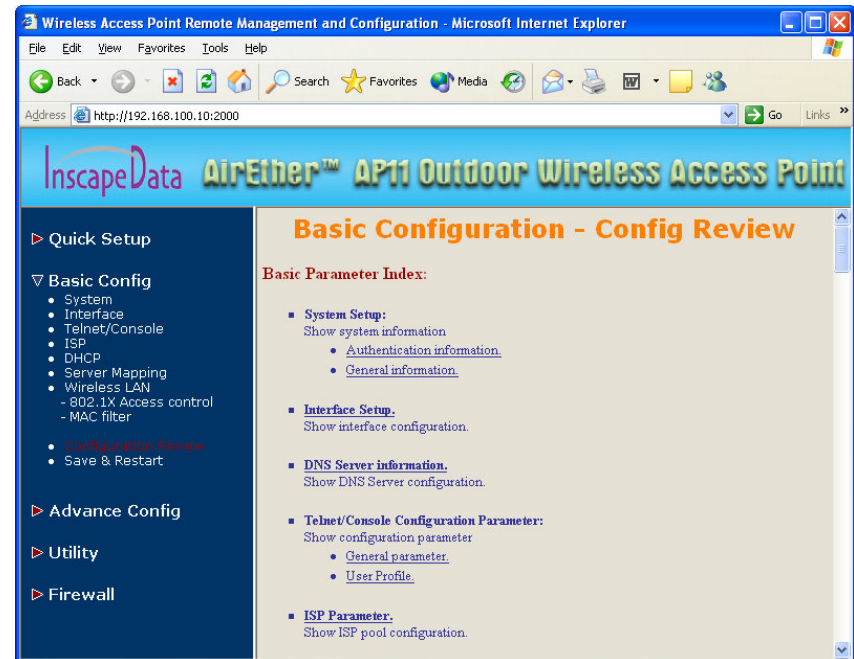 Wireless Access Point Remote Management and Configuration - Microsoft Internet Explorer
File Edit View Favorites Tools Help
Back Search Favorites Media
Address http://192.168.100.10:2000 Go Links »
InscapeData AirEther™ AP11 Outdoor Wireless Access Point
Quick Setup
Basic Config
System
Interface
Telnet/Console
ISP
DHCP
Server Mapping
Wireless LAN
- 802.1X Access control
- MAC filter
Configuration Review
Save & Restart
Advance Config
Utility
Firewall
Basic Configuration - Config Review
Basic Parameter Index:
System Setup:
Show system information
Authentication information.
General information.
Interface Setup.
Show interface configuration.
DNS Server information.
Show DNS Server configuration.
Telnet/Console Configuration Parameter:
Show configuration parameter
General parameter.
User Profile.
ISP Parameter.
Show ISP pool configuration.